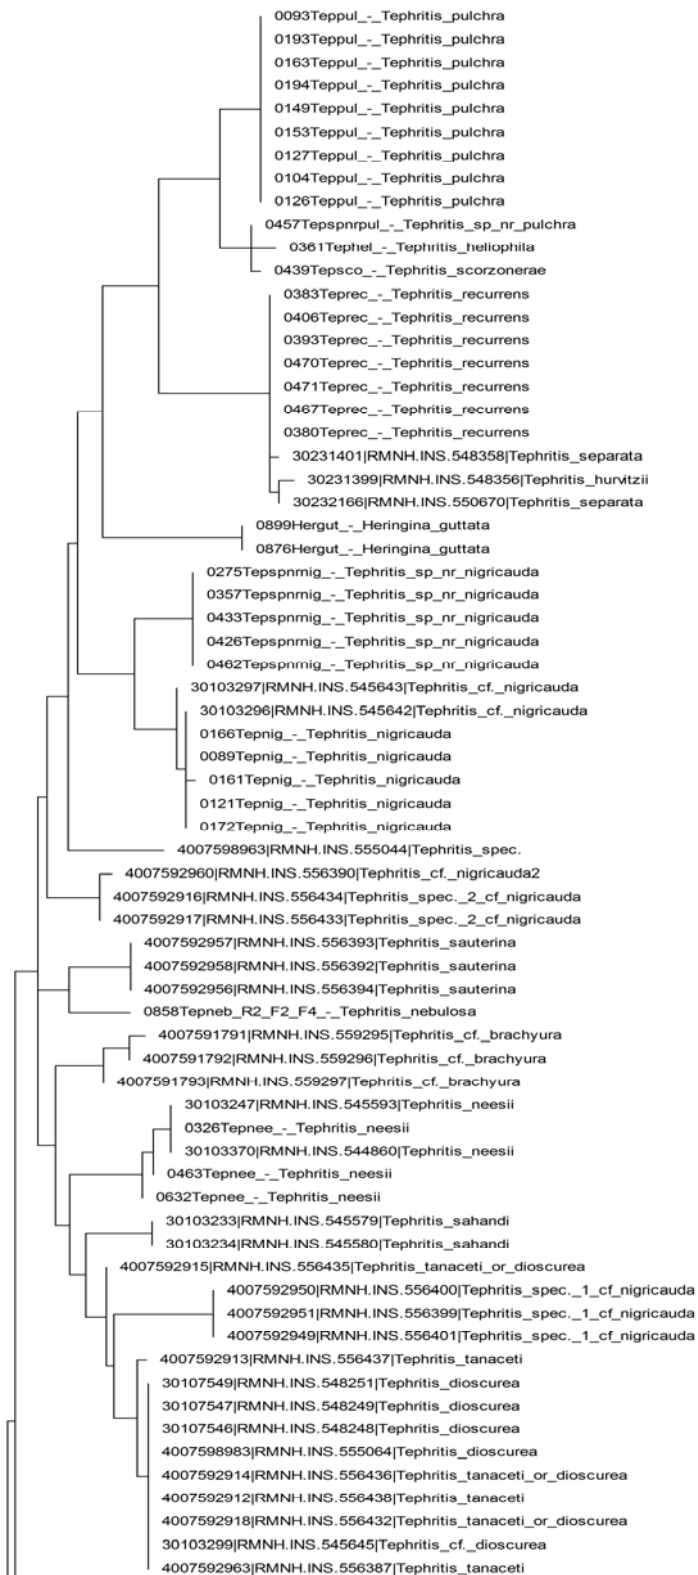 0093Teppul_-_Tephritis_pulchra
0193Teppul_-_Tephritis_pulchra
0163Teppul_-_Tephritis_pulchra
0194Teppul_-_Tephritis_pulchra
0149Teppul_-_Tephritis_pulchra
0153Teppul_-_Tephritis_pulchra
0127Teppul_-_Tephritis_pulchra
0104Teppul_-_Tephritis_pulchra
0126Teppul_-_Tephritis_pulchra
0457Tepspnrpul_-_Tephritis_sp_nr_pulchra
0361Tephel_-_Tephritis_heliophila
0439Tepsco_-_Tephritis_scorzonerae
0383Teprec_-_Tephritis_recurrens
0406Teprec_-_Tephritis_recurrens
0393Teprec_-_Tephritis_recurrens
0470Teprec_-_Tephritis_recurrens
0471Teprec_-_Tephritis_recurrens
0467Teprec_-_Tephritis_recurrens
0380Teprec_-_Tephritis_recurrens
30231401|RMNH.INS.548358|Tephritis_separata
30231399|RMNH.INS.548356|Tephritis_hurvitzii
30232166|RMNH.INS.550670|Tephritis_separata
0899Hergut_-_Heringina_guttata
0876Hergut_-_Heringina_guttata
0275Tepspnrnig_-_Tephritis_sp_nr_nigricauda
0357Tepspnrnig_-_Tephritis_sp_nr_nigricauda
0433Tepspnrnig_-_Tephritis_sp_nr_nigricauda
0426Tepspnrnig_-_Tephritis_sp_nr_nigricauda
0462Tepspnrnig_-_Tephritis_sp_nr_nigricauda
30103297|RMNH.INS.545643|Tephritis_cf._nigricauda
30103296|RMNH.INS.545642|Tephritis_cf._nigricauda
0166Tepnig_-_Tephritis_nigricauda
0089Tepnig_-_Tephritis_nigricauda
0161Tepnig_-_Tephritis_nigricauda
0121Tepnig_-_Tephritis_nigricauda
0172Tepnig_-_Tephritis_nigricauda
4007598963|RMNH.INS.555044|Tephritis_spec.
4007592960|RMNH.INS.556390|Tephritis_cf._nigricauda2
4007592916|RMNH.INS.556434|Tephritis_spec._2_cf_nigricauda
4007592917|RMNH.INS.556433|Tephritis_spec._2_cf_nigricauda
4007592957|RMNH.INS.556393|Tephritis_sauterina
4007592958|RMNH.INS.556392|Tephritis_sauterina
4007592956|RMNH.INS.556394|Tephritis_sauterina
0858Tepneb_R2_F2_F4_-_Tephritis_nebulosa
4007591791|RMNH.INS.559295|Tephritis_cf._brachyura
4007591792|RMNH.INS.559296|Tephritis_cf._brachyura
4007591793|RMNH.INS.559297|Tephritis_cf._brachyura
30103247|RMNH.INS.545593|Tephritis_neesii
0326Tepnee_-_Tephritis_neesii
30103370|RMNH.INS.544860|Tephritis_neesii
0463Tepnee_-_Tephritis_neesii
0632Tepnee_-_Tephritis_neesii
30103233|RMNH.INS.545579|Tephritis_sahandi
30103234|RMNH.INS.545580|Tephritis_sahandi
4007592915|RMNH.INS.556435|Tephritis_tanaceti_or_dioscurea
4007592950|RMNH.INS.556400|Tephritis_spec._1_cf_nigricauda
4007592951|RMNH.INS.556399|Tephritis_spec._1_cf_nigricauda
4007592949|RMNH.INS.556401|Tephritis_spec._1_cf_nigricauda
4007592913|RMNH.INS.556437|Tephritis_tanaceti
30107549|RMNH.INS.548251|Tephritis_dioscurea
30107547|RMNH.INS.548249|Tephritis_dioscurea
30107546|RMNH.INS.548248|Tephritis_dioscurea
4007598983|RMNH.INS.555064|Tephritis_dioscurea
4007592914|RMNH.INS.556436|Tephritis_tanaceti_or_dioscurea
4007592912|RMNH.INS.556438|Tephritis_tanaceti
4007592918|RMNH.INS.556432|Tephritis_tanaceti_or_dioscurea
30103299|RMNH.INS.545645|Tephritis_cf._dioscurea
4007592963|RMNH.INS.556387|Tephritis_tanaceti